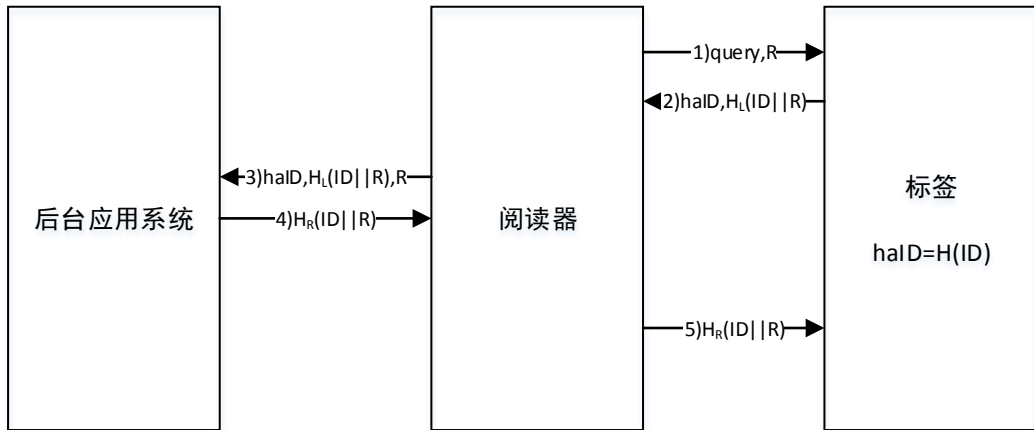 1)query,R
2)haID,H_L(ID||R)
3)haID,H_L(ID||R),R
4)H_R(ID||R)
后台应用系统
阅读器
标签
haID=H(ID)
5)H_R(ID||R)